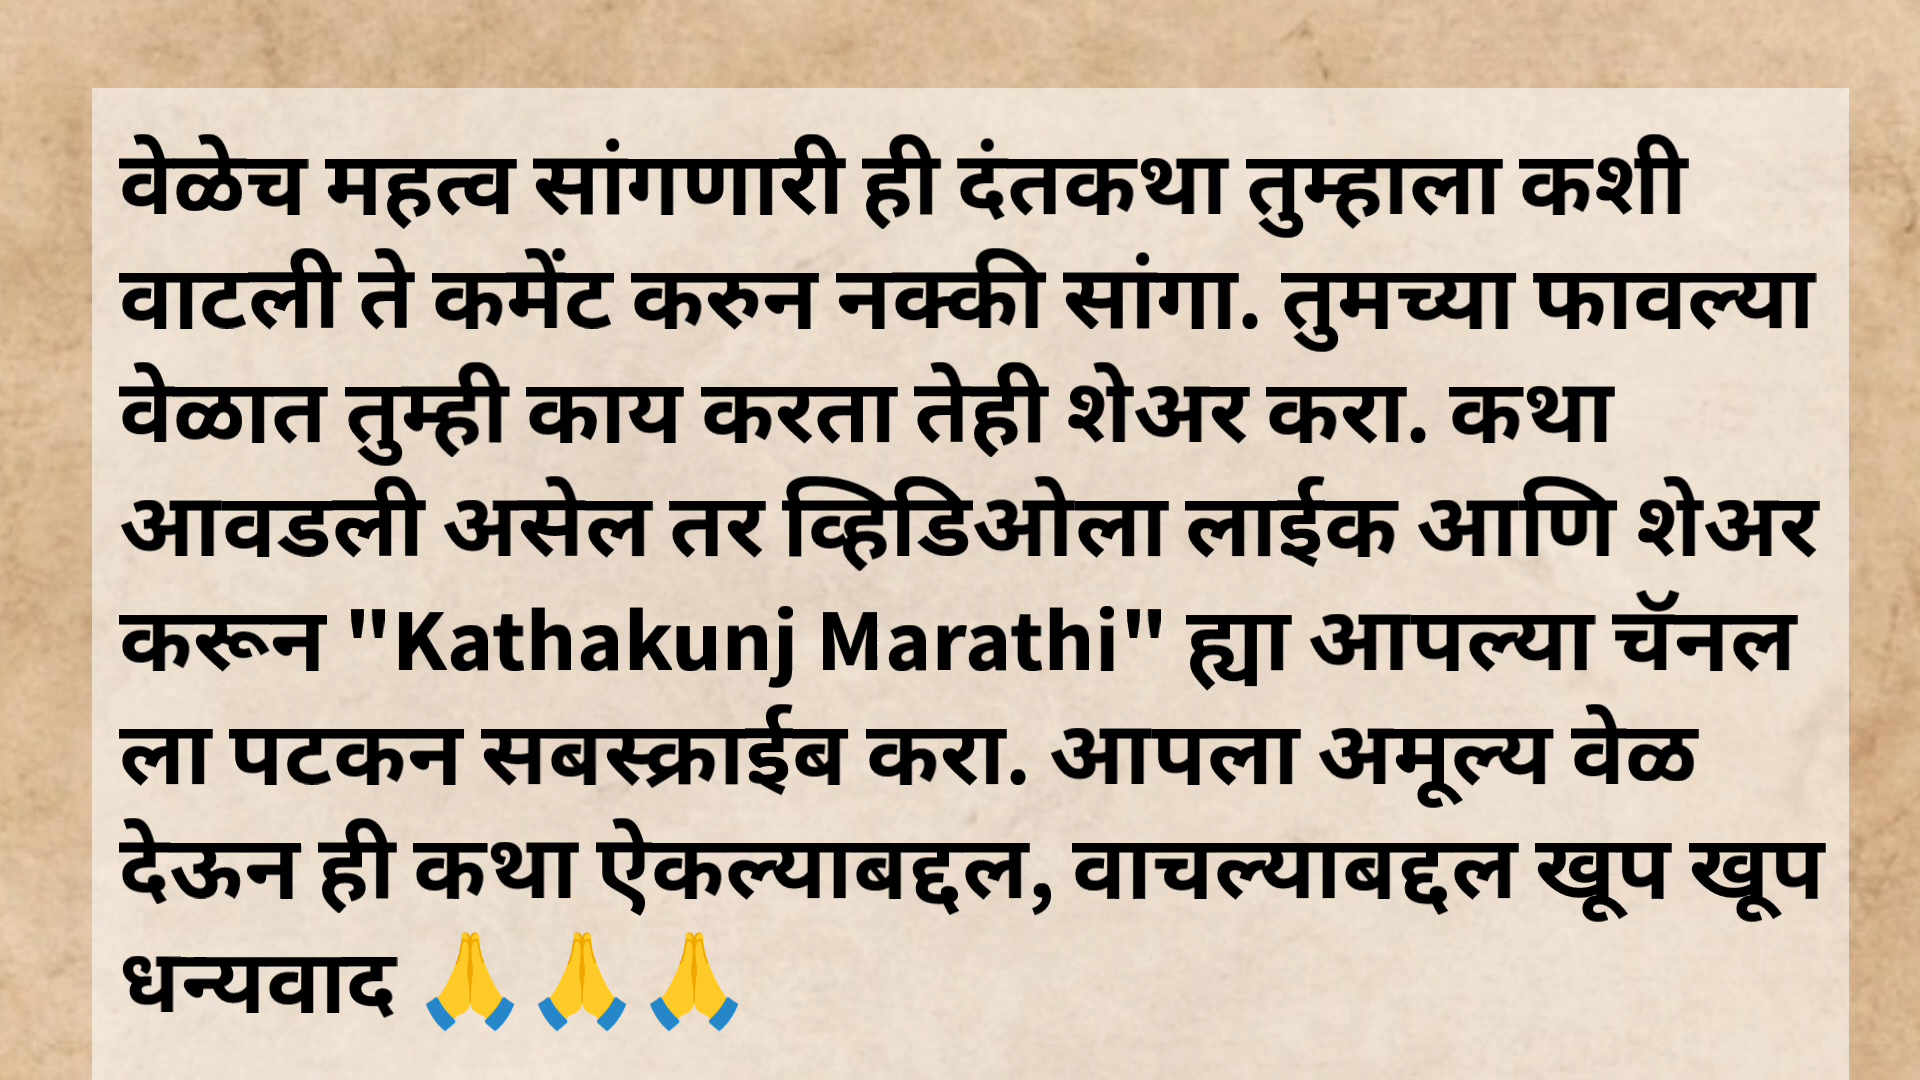 वेळेच महत्व सांगणारी ही दंतकथा तुम्हाला कशी
वाटली ते कमेंट करुन नक्की सांगा. तुमच्या फावल्या
वेळात तुम्ही काय करता तेही शेअर करा. कथा
आवडली असेल तर व्हिडिओला लाईक आणि शेअर
करून "Kathakunj Marathi" ह्या आपल्या चॅनल
ला पटकन सबस्क्राईब करा. आपला अमूल्य वेळ
देऊन ही कथा ऐकल्याबद्दल, वाचल्याबद्दल खूप खूप
धन्यवाद 🙏🙏🙏